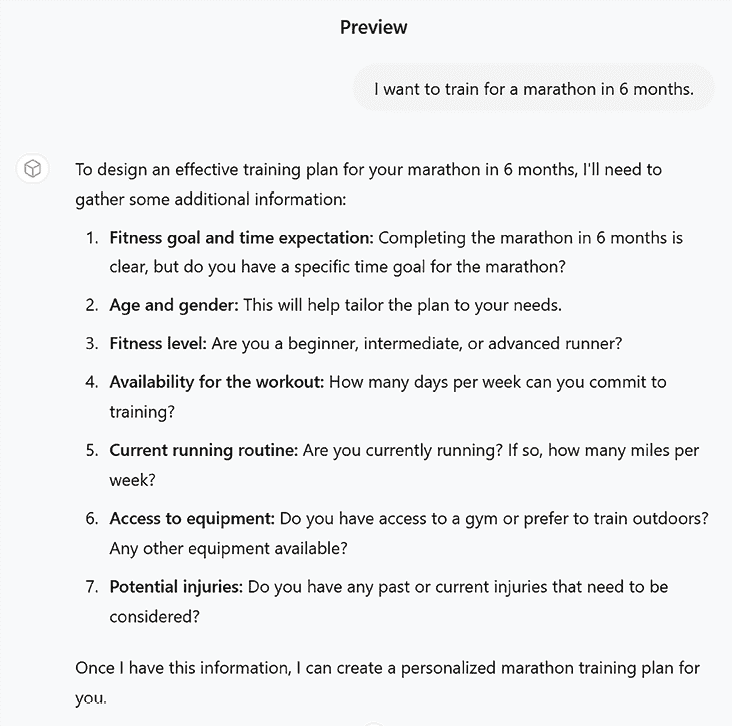 Preview
I want to train for a marathon in 6 months.
To design an effective training plan for your marathon in 6 months, I'll need to
gather some additional information:
1. Fitness goal and time expectation: Completing the marathon in 6 months is
clear, but do you have a specific time goal for the marathon?
2. Age and gender: This will help tailor the plan to your needs.
3. Fitness level: Are you a beginner, intermediate, or advanced runner?
4. Availability for the workout: How many days per week can you commit to
training?
5. Current running routine: Are you currently running? If so, how many miles per
week?
6. Access to equipment: Do you have access to a gym or prefer to train outdoors?
Any other equipment available?
7. Potential injuries: Do you have any past or current injuries that need to be
considered?
Once I have this information, I can create a personalized marathon training plan for
you.